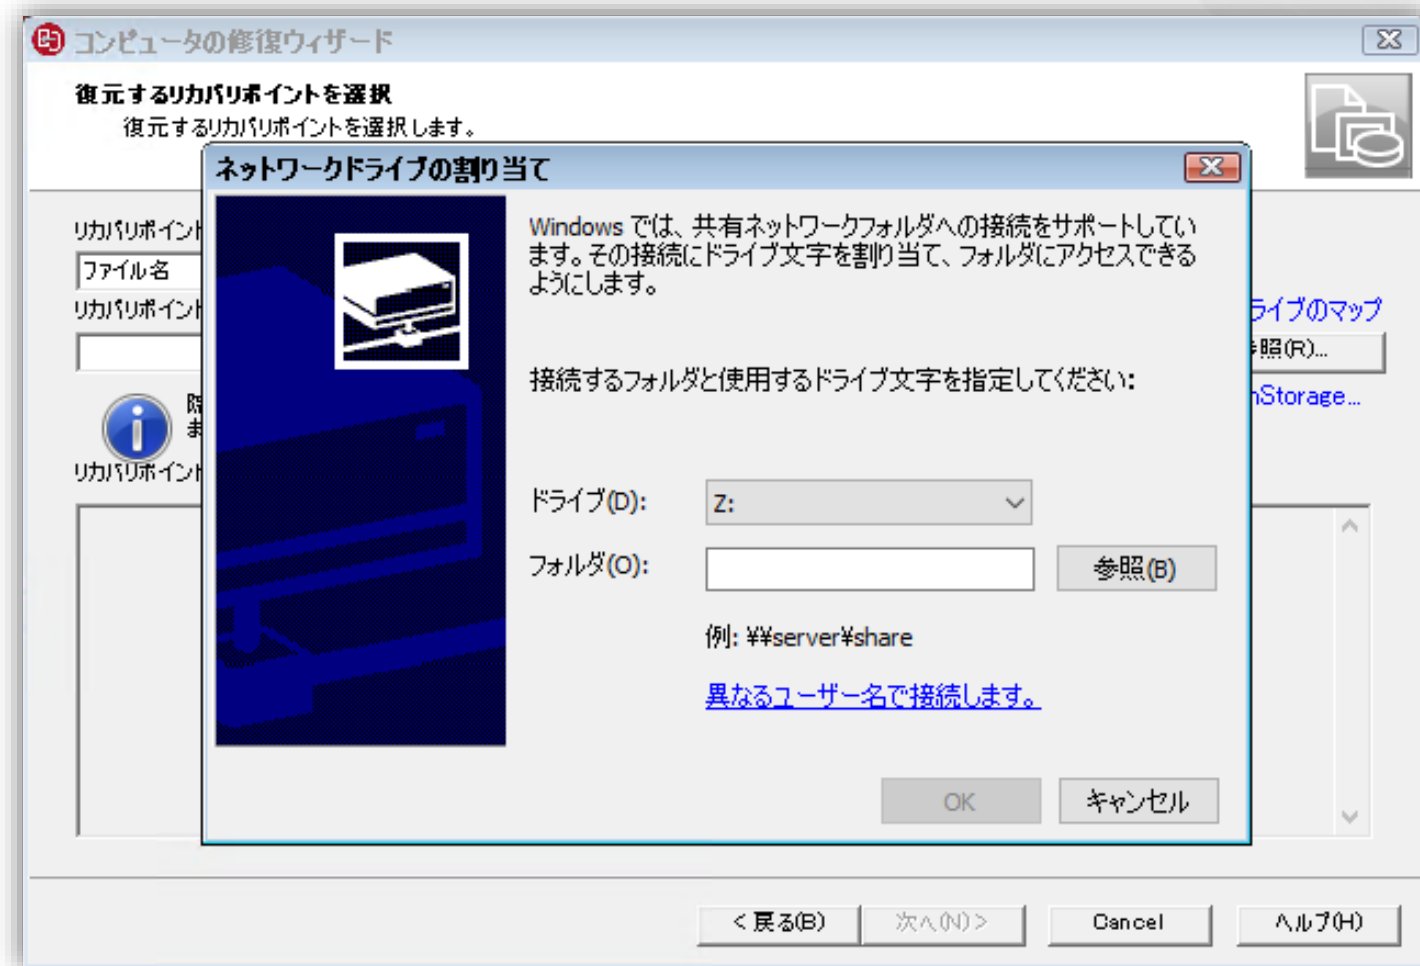 コンピュータの修復ウィザード
復元するリカバリポイントを選択
復元するリカバリポイントを選択します。
ネットワークドライブの割り当て
Windows では、共有ネットワークフォルダへの接続をサポートしてい
ます。その接続にドライブ文字を割り当て、フォルダにアクセスできる
ようにします。
リカバリポイント
ファイル名
リカバリポイント
ライブのマップ
照(R)...
接続するフォルダと使用するドライブ文字を指定してください:
nStorage...
ま
リカバリポイント
ドライブ(D):
Z:
フォルダ(O):
参照(B)
例: ¥¥server¥share
異なるユーザー名で接続します。
OK
キャンセル
< 戻る(B)
次へ(N) >
Cancel
ヘルプ(H)